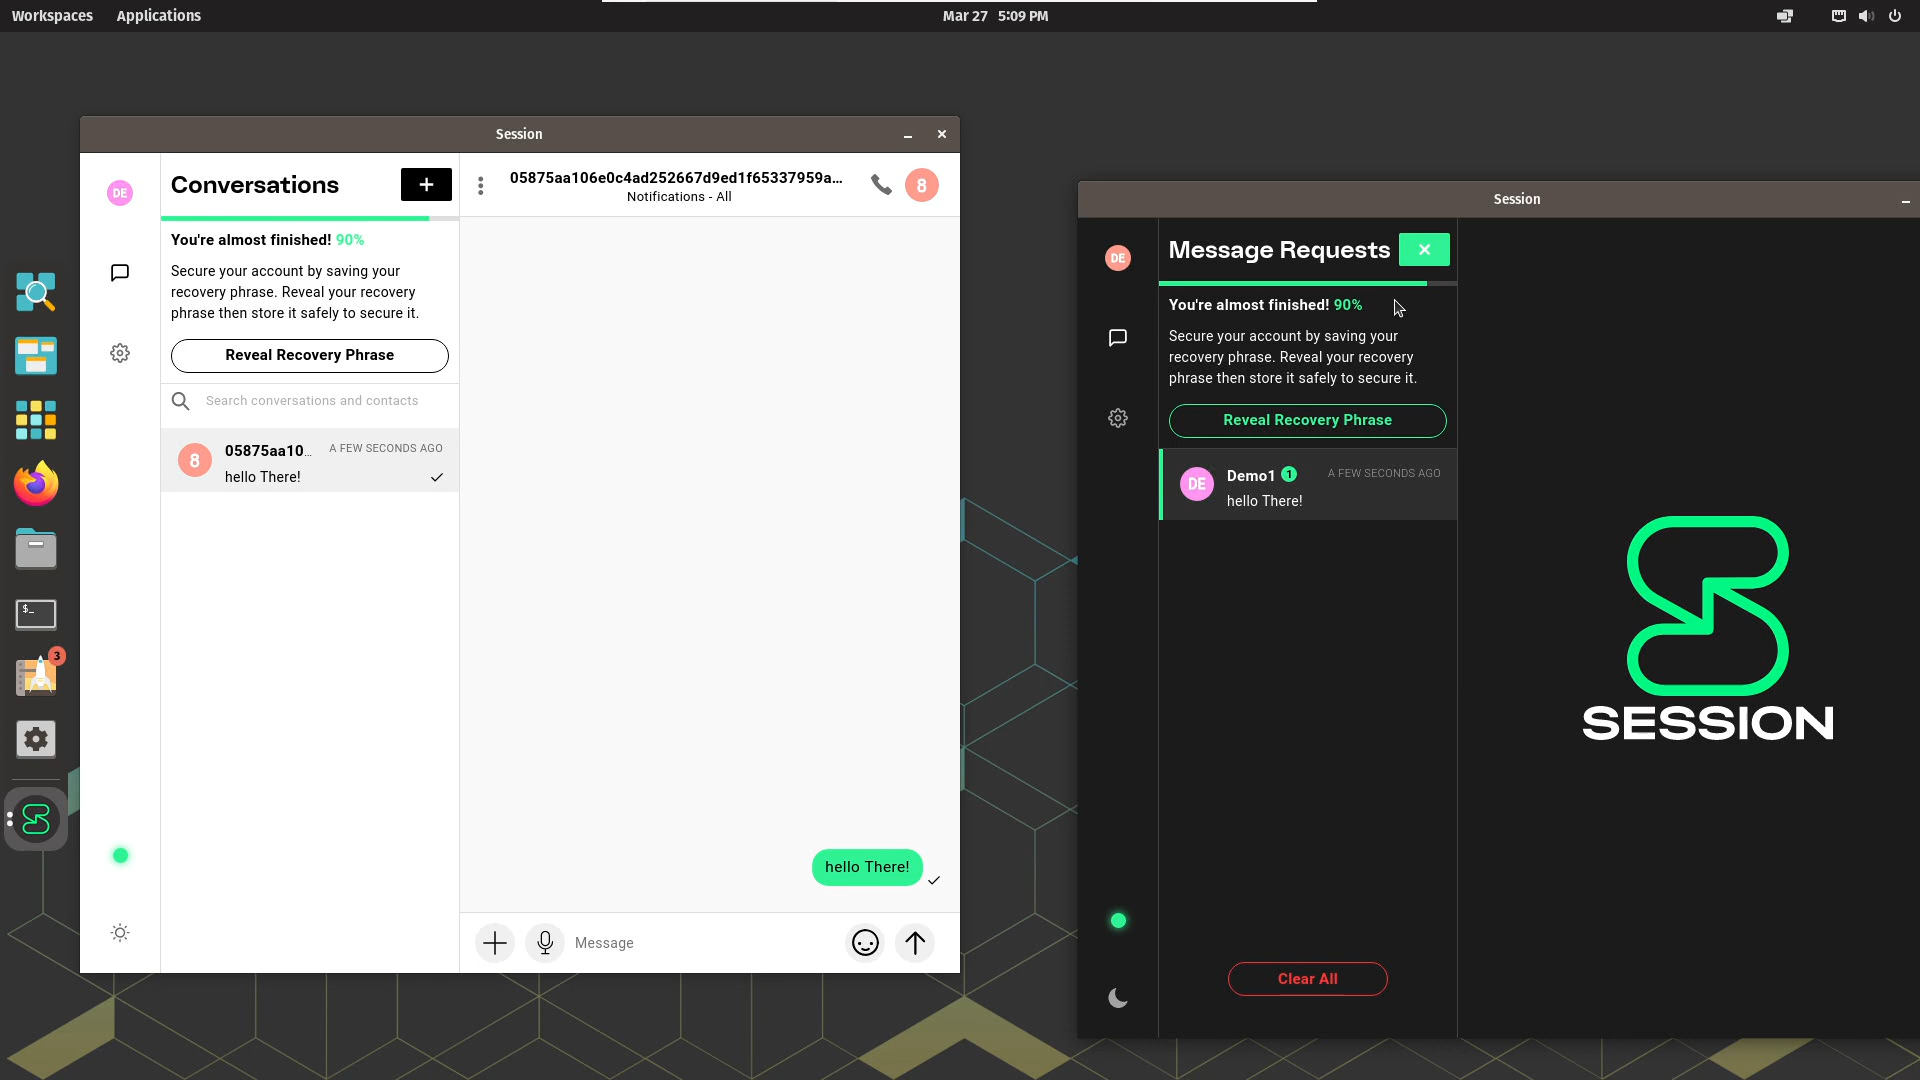 Workspaces Applications Mar 27 5:09 PM
Session
DE
Conversations
You're almost finished! 90%
Secure your account by saving your
recovery phrase. Reveal your recovery
phrase then store it safely to secure it.
Reveal Recovery Phrase
Search conversations and contacts
8
05875aa10... A FEW SECONDS AGO
hello There!
05875aa106e0c4ad252667d9ed1f65337959a...
Notifications - All
8
hello There!
Message
$_
3
Session
DE
Message Requests
You're almost finished! 90%
Secure your account by saving your
recovery phrase. Reveal your recovery
phrase then store it safely to secure it.
Reveal Recovery Phrase
DE
Demo1 1 A FEW SECONDS AGO
hello There!
Clear All
SESSION